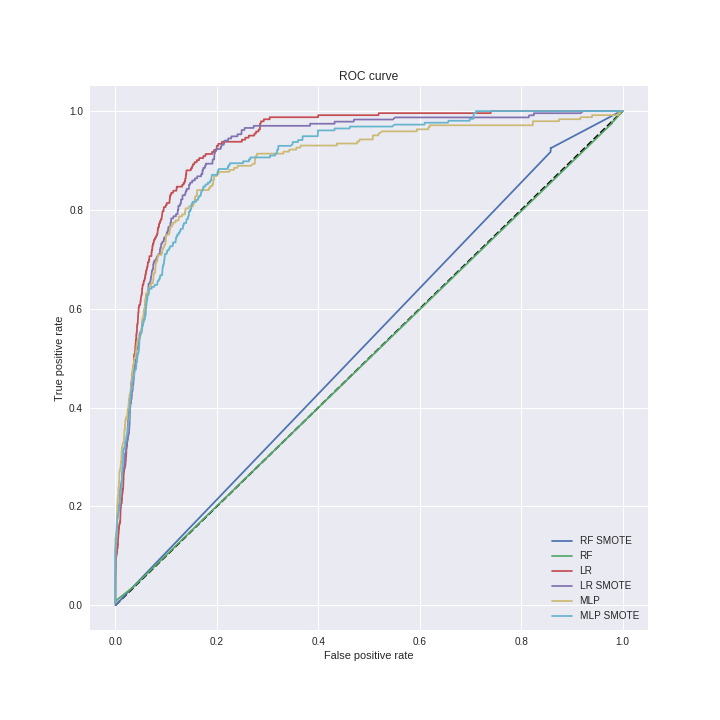 ROC curve
True positive rate
1.0
0.8
0.6
0.4
0.2
0.0
RF SMOTE
RF
LR
LR SMOTE
MLP
MLP SMOTE
0.0 0.2 0.4 0.6 0.8 1.0
False positive rate